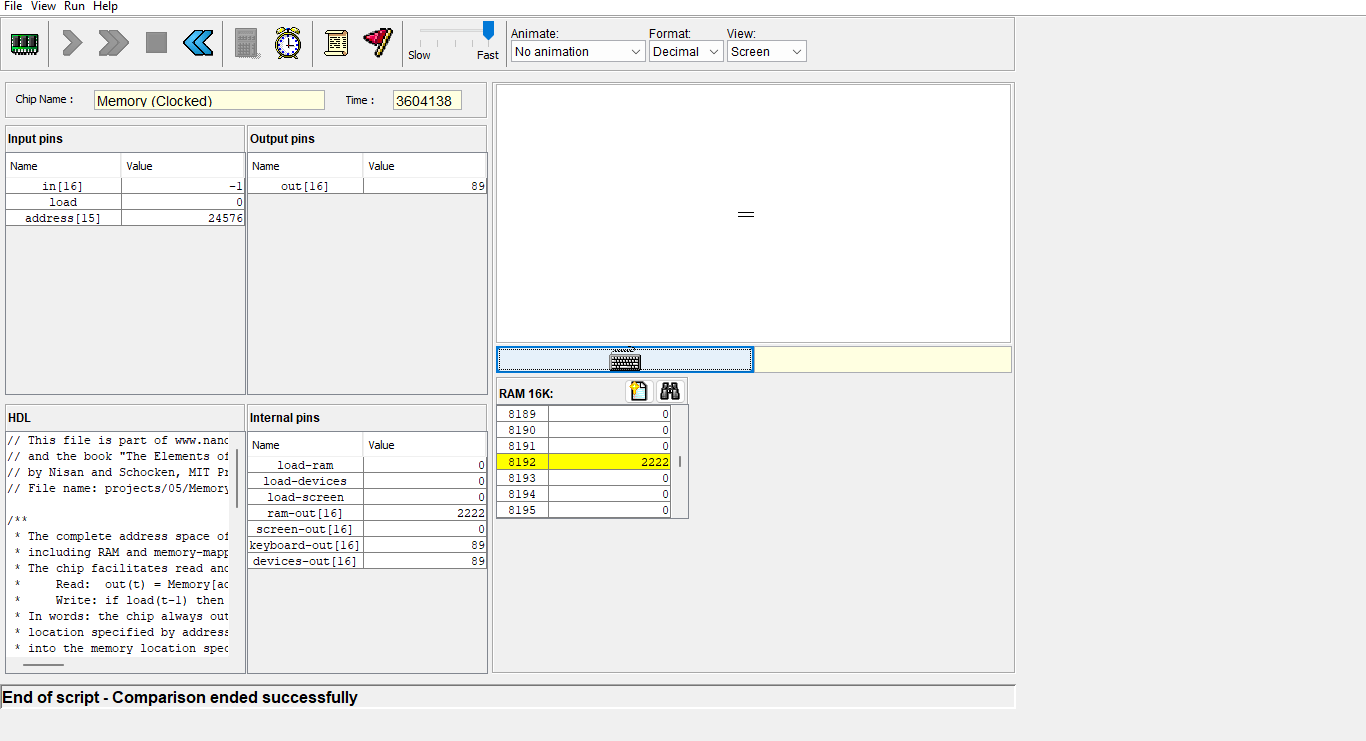 File View Run Help
Slow Fast
Animate: Format: View:
No animation Decimal Screen
Chip Name : Memory (Clocked) Time : 3604138
Input pins
Name Value
in[16] -1
load 0
address[15] 24576
Output pins
Name Value
out[16] 89
HDL
// This file is part of www.nand
// and the book "The Elements of
// by Nisan and Schocken, MIT Pr
// File name: projects/05/Memory
/**
* The complete address space of
* including RAM and memory-mapp
* The chip facilitates read and
* Read: out(t) = Memory[ad
* Write: if load(t-1) then
* In words: the chip always out
* location specified by address
* into the memory location spec
Internal pins
Name Value
load-ram 0
load-devices 0
load-screen 0
ram-out[16] 2222
screen-out[16] 0
keyboard-out[16] 89
devices-out[16] 89
RAM 16K:
8189 0
8190 0
8191 0
8192 2222
8193 0
8194 0
8195 0
End of script - Comparison ended successfully